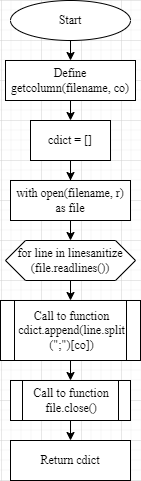 Start
Define
getcolumn(filename, co)
cdict = []
with open(filename, r)
as file
for line in linesanitize
(file.readlines())
Call to function
cdict.append(line.split
(";")[co])
Call to function
file.close()
Return cdict